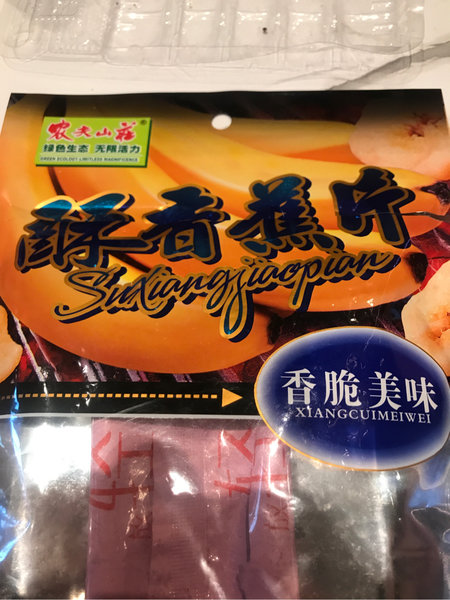 农夫山莊®
绿色生态 无限活力
GREEN ECOLOGY LIMITLESS MAGNIFICENCE
酥香蕉片
Suxiangjiaopian
香脆美味
XIANGCUIMEIWEI